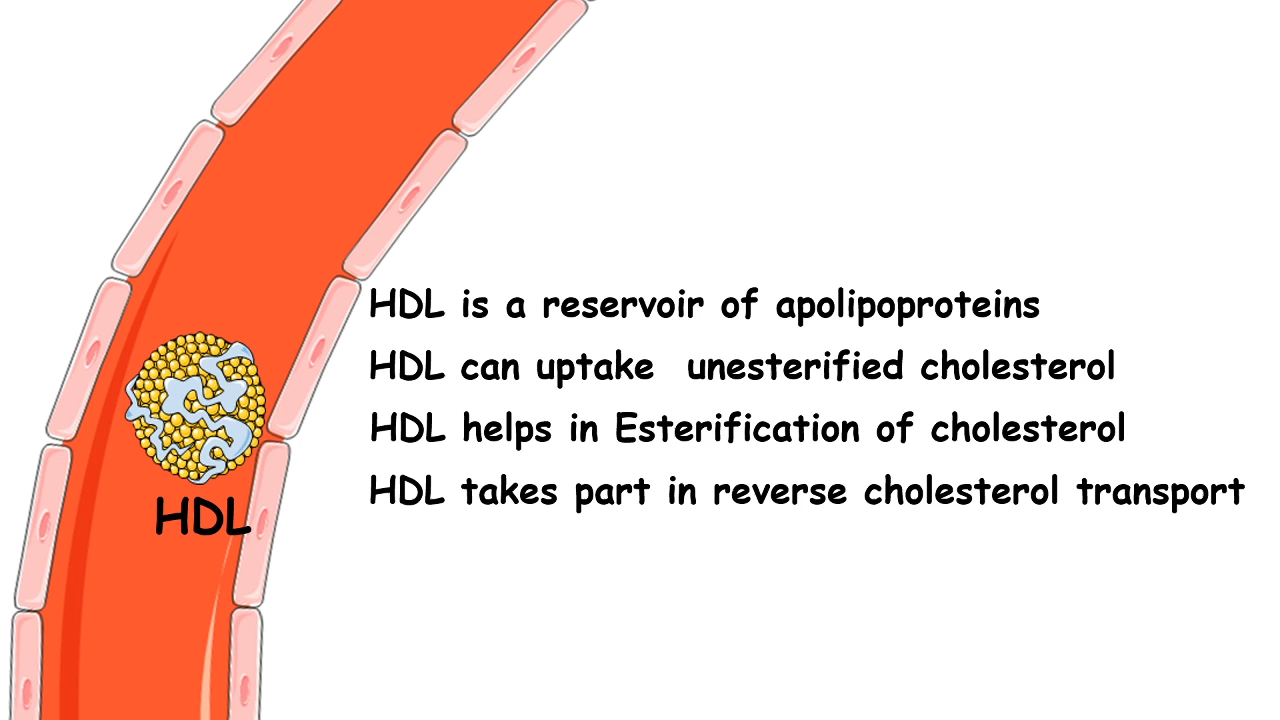 HDL is a reservoir of apolipoproteins
HDL can uptake  unesterified cholesterol
HDL helps in Esterification of cholesterol
HDL takes part in reverse cholesterol transport
HDL